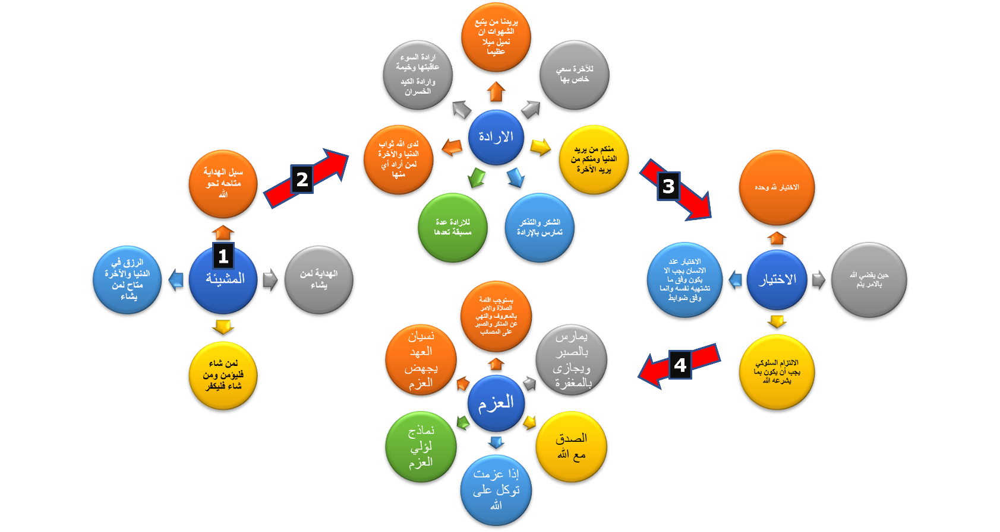 1
المشيئة
سبل الهداية
متاحه نحو
الله
الهداية لمن
يشاء
لمن شاء
فليؤمن ومن
شاء فليكفر
الرزق في
الدنيا والآخرة
متاح لمن
يشاء
2
الارادة
يريدنا من يتبع
الشهوات ان
نميل ميلا
عظيما
للآخرة سعي
خاص بها
منكم من يريد
الدنيا ومنكم من
يريد الآخرة
الشكر والتذكر
تمارس بالإرادة
للارادة عدة
مسبقة تعدها
لدى الله ثواب
الدنيا والآخرة
لمن أراد أي
منها
ارادة السوء
عاقبتها وخيمة
وارادة الكيد
الخسران
3
الاختيار
الاختيار لله وحده
حين يقضي الله
بالامر يتم
الالتزام السلوكي
يجب أن يكون بما
يشرعه الله
الاختيار عند
الانسان يجب الا
يكون وفق ما
تشتهيه نفسه وانما
وفق ضوابط
4
العزم
يستوجب اقامة
الصلاة والامر
بالمعروف والنهي
عن المنكر والصبر
على المصائب
يمارس
بالصبر
ويجازى
بالمغفرة
الصدق
مع الله
إذا عزمت
توكل على
الله
نماذج
لؤلي
العزم
نسيان
العهد
يجهض
العزم